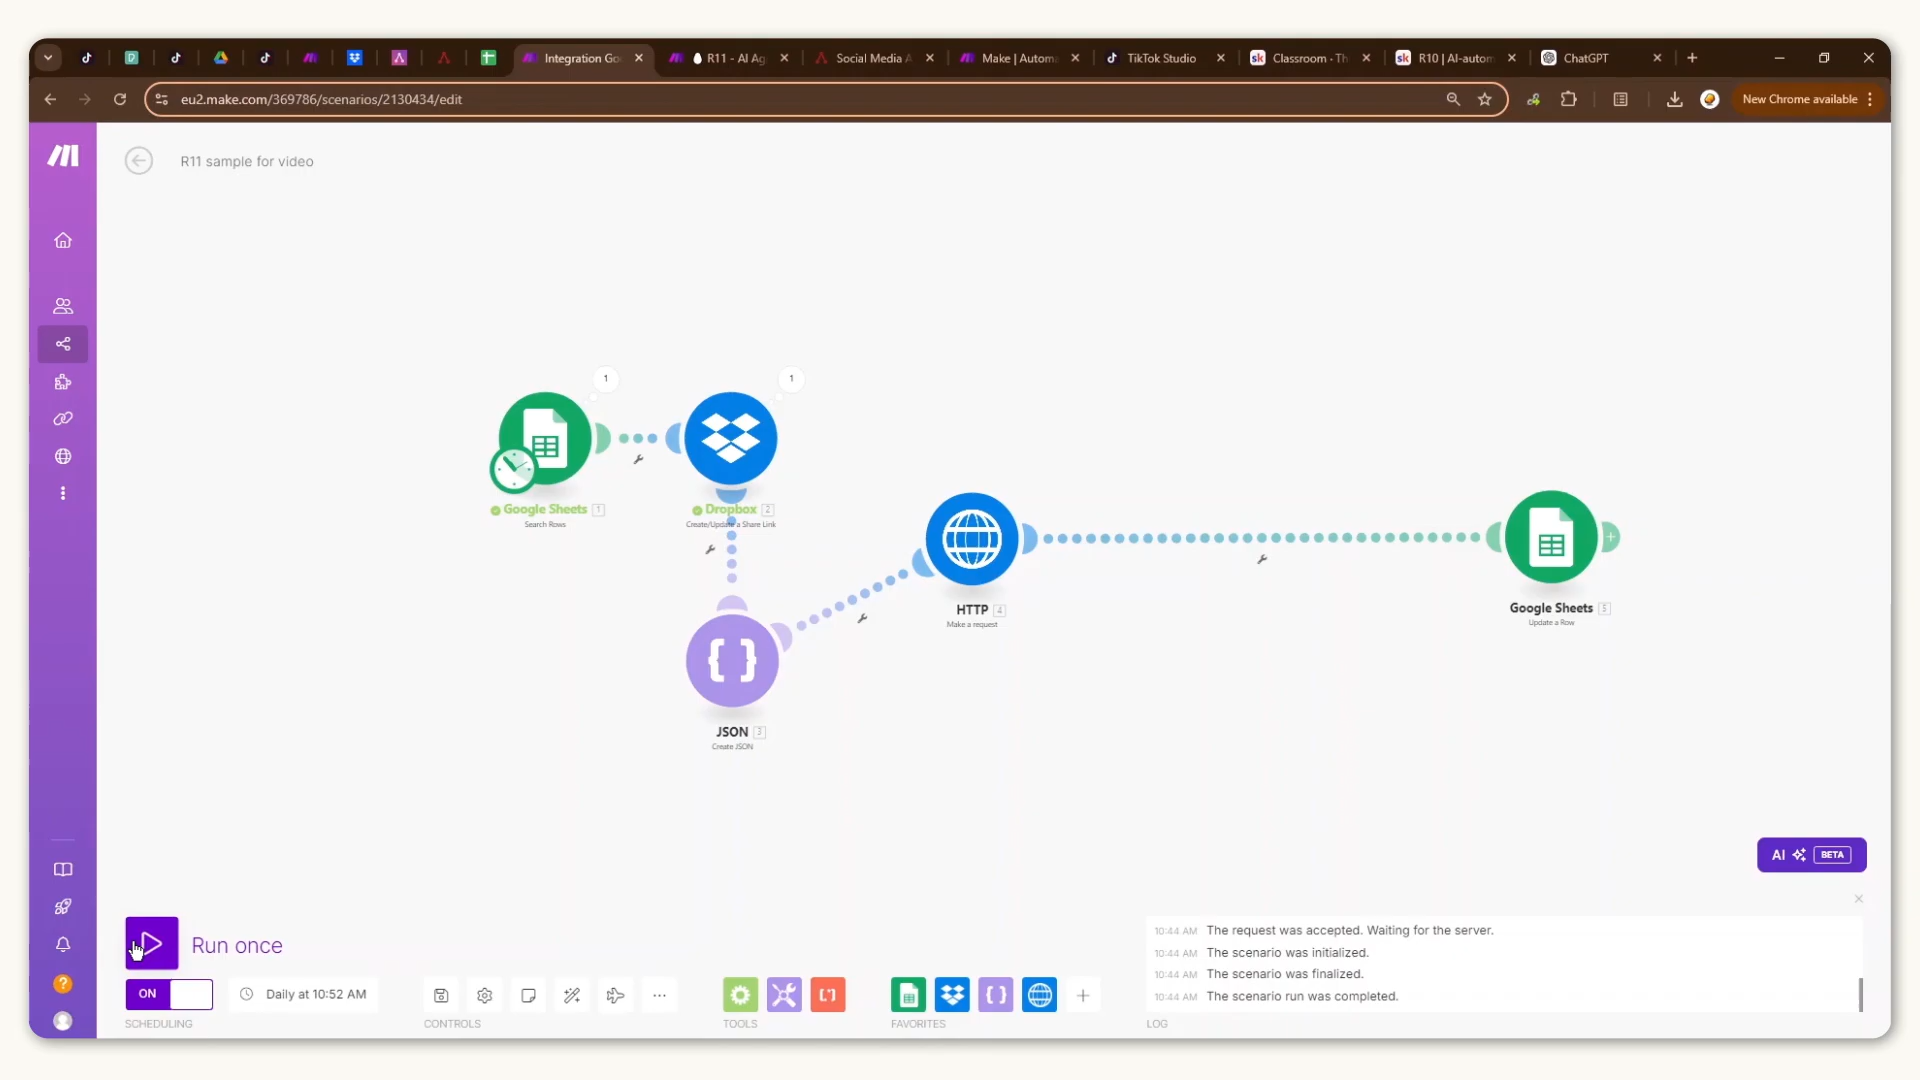 Integration Go
R11 - AI Ag
Social Media A
Make | Automa
TikTok Studio
Classroom - Th
R10 | AI-autom
ChatGPT
eu2.make.com/369786/scenarios/2130434/edit
New Chrome available
R11 sample for video
1
1
Google Sheets 1
Search Rows
Dropbox 2
Create/Update a Share Link
HTTP 4
Make a request
Google Sheets 5
Update a Row
JSON 3
Create JSON
AI BETA
Run once
10:44 AM The request was accepted. Waiting for the server.
10:44 AM The scenario was initialized.
10:44 AM The scenario was finalized.
10:44 AM The scenario run was completed.
ON
Daily at 10:52 AM
SCHEDULING
CONTROLS
TOOLS
FAVORITES
LOG